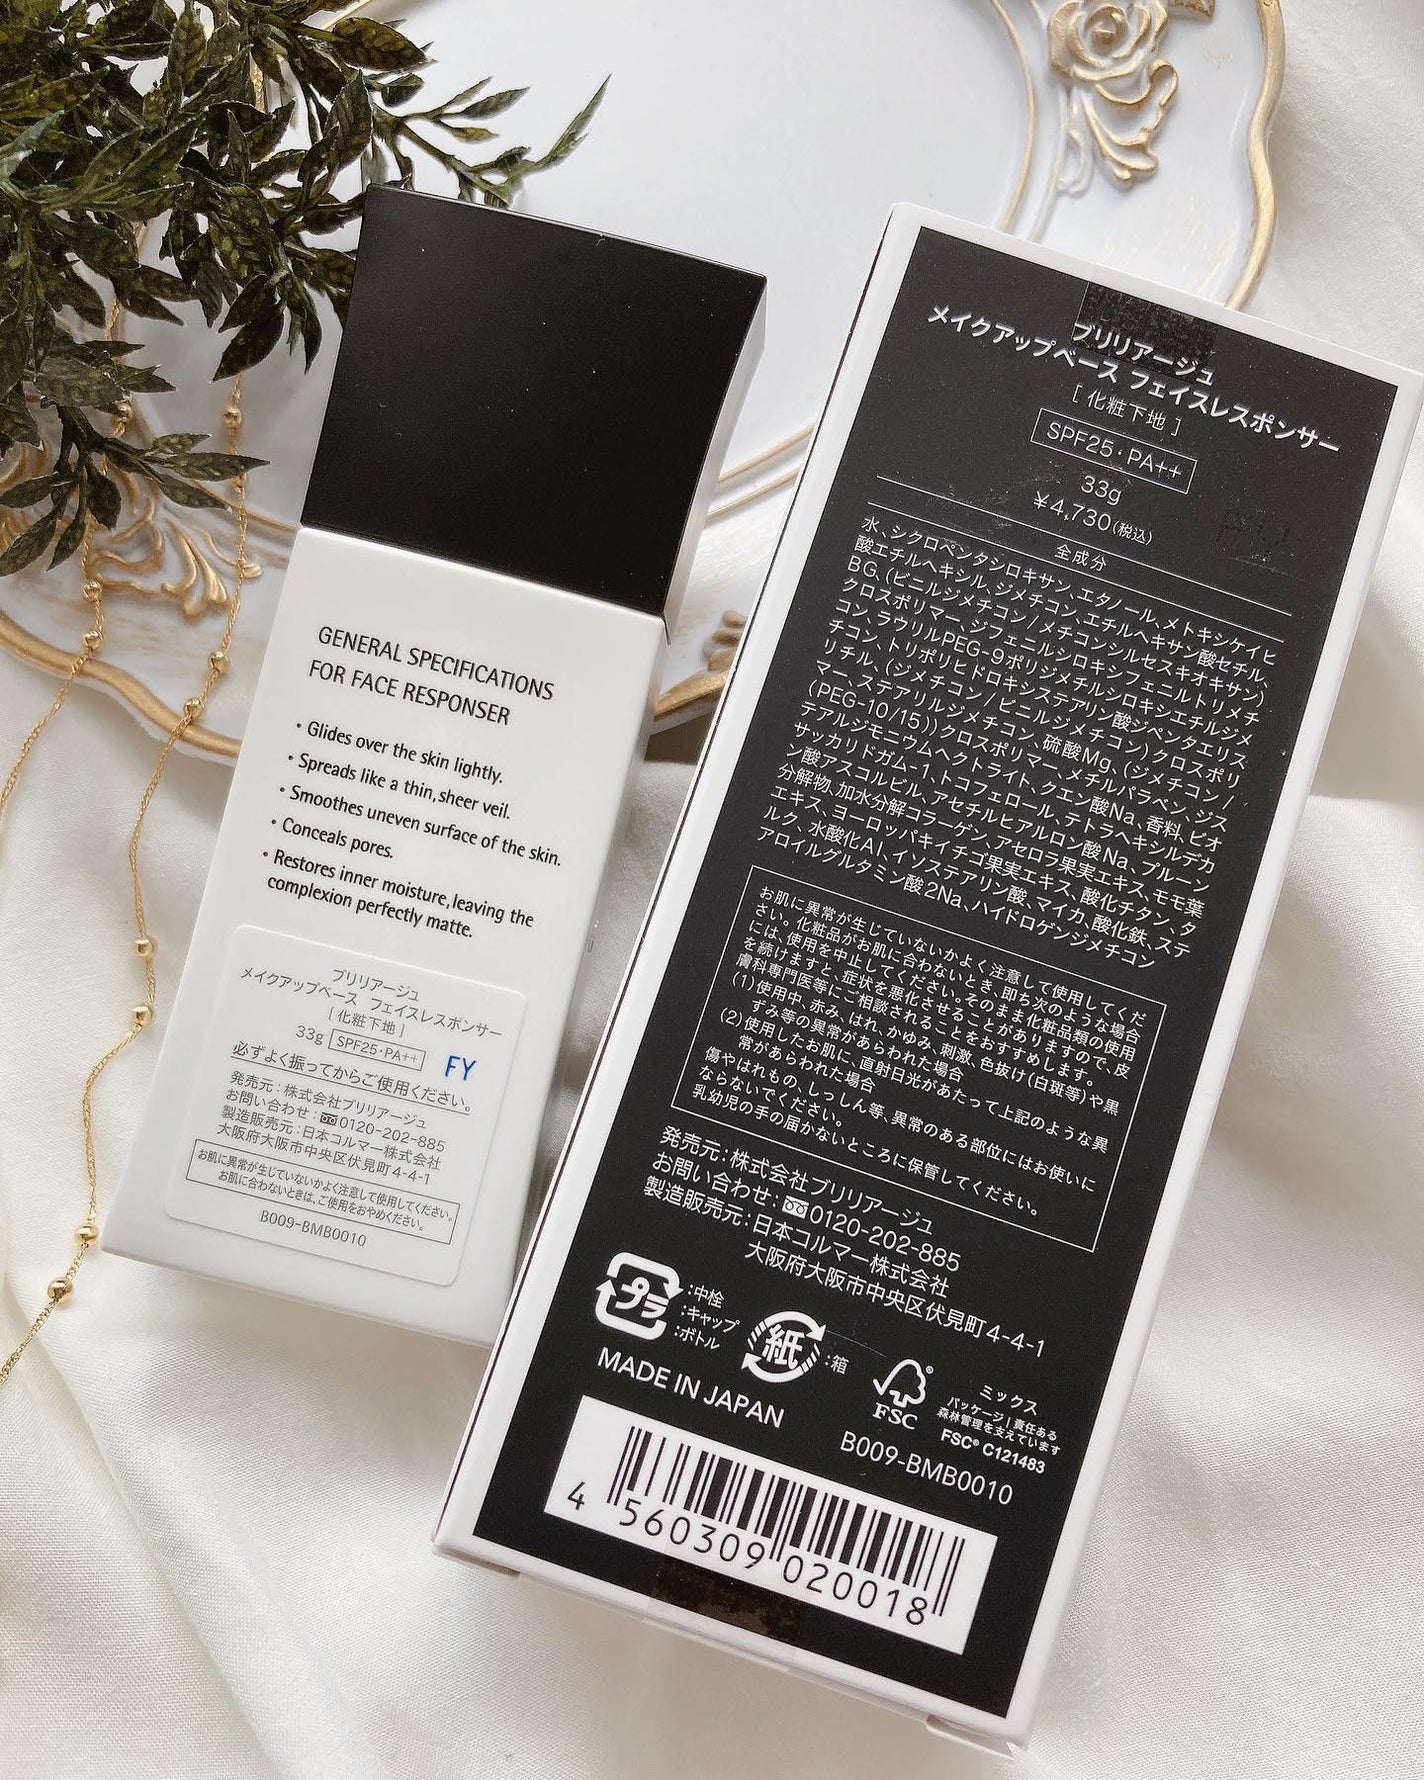 GENERAL SPECIFICATIONS
FOR FACE RESPONSER
• Glides over the skin lightly.
• Spreads like a thin, sheer veil.
• Smoothes uneven surface of the skin.
• Conceals pores.
• Restores inner moisture, leaving the
complexion perfectly matte.
ブリリアージュ
メイクアップベース フェイスレスポンサー
[化粧下地]
33g SPF25・PA++
FY
必ずよく振ってからご使用ください。
発売元:株式会社ブリリアージュ
お問い合わせ:0120-202-885
製造販売元:日本コルマー株式会社
大阪府大阪市中央区伏見町4-4-1
お肌に異常が生じていないかよく注意して使用してください。
お肌に合わないときは、ご使用をおやめください。
B009-BMB0010
ブリリアージュ
メイクアップベース フェイスレスポンサー
[化粧下地]
SPF25・PA++
33g
¥4,730(税込)
全成分
水、シクロペンタシロキサン、エタノール、メトキシケイヒ
酸エチルヘキシル、ジメチコン、エチルヘキサン酸セチル、
BG、(ビニルジメチコン/メチコンシルセスキオキサン)
クロスポリマー、ジフェニルシロキシフェニルトリメチ
コン、ラウリルPEG-9ポリジメチルシロキシエチルジメ
チコン、トリポリヒドロキシステアリン酸ジペンタエリス
リチル、(ジメチコン/ビニルジメチコン)クロスポリ
マー、ステアリルジメチコン、硫酸Mg、(ジメチコン/
(PEG-10/15))クロスポリマー、メチルパラベン、ジス
テアルジモニウムヘクトライト、クエン酸Na、香料、ビオ
サッカリドガム-1、トコフェロール、テトラヘキシルデカ
ン酸アスコルビル、アセチルヒアルロン酸Na、プルーン
分解物、加水分解コラーゲン、アセロラ果実エキス、モモ葉
エキス、ヨーロッパキイチゴ果実エキス、酸化チタン、タ
ルク、水酸化Al、イソステアリン酸、マイカ、酸化鉄、ステ
アロイルグルタミン酸2Na、ハイドロゲンジメチコン
お肌に異常が生じていないかよく注意して使用してくだ
さい。化粧品がお肌に合わないとき、即ち次のような場合
には、使用を中止してください。そのまま化粧品類の使用
を続けますと、症状を悪化させることがありますので、皮
膚科専門医等にご相談されることをおすすめします。
(1)使用中、赤み、はれ、かゆみ、刺激、色抜け(白斑等)や黒
ずみ等の異常があらわれた場合
(2)使用したお肌に、直射日光があたって上記のような異
常があらわれた場合
傷やはれもの、しっしん等、異常のある部位にはお使いに
ならないでください。
乳幼児の手の届かないところに保管してください。
発売元:株式会社ブリリアージュ
お問い合わせ:0120-202-885
製造販売元:日本コルマー株式会社
大阪府大阪市中央区伏見町4-4-1
プラ
:中栓
:キャップ
:ボトル
紙
:箱
MADE IN JAPAN
FSC®
ミックス
パッケージ|責任ある
森林管理を支えています
FSC® C121483
B009-BMB0010
4 560309 020018